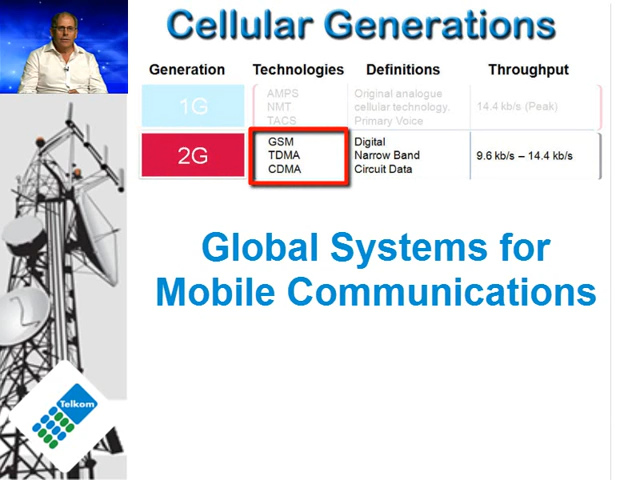 Cellular Generations
Generation Technologies Definitions Throughput
1G
AMPS
NMT
TACS
Original analogue
cellular technology.
Primary Voice
14.4 kb/s (Peak)
2G
GSM
TDMA
CDMA
Digital
Narrow Band
Circuit Data
9.6 kb/s – 14.4 kb/s
Global Systems for
Mobile Communications
Telkom